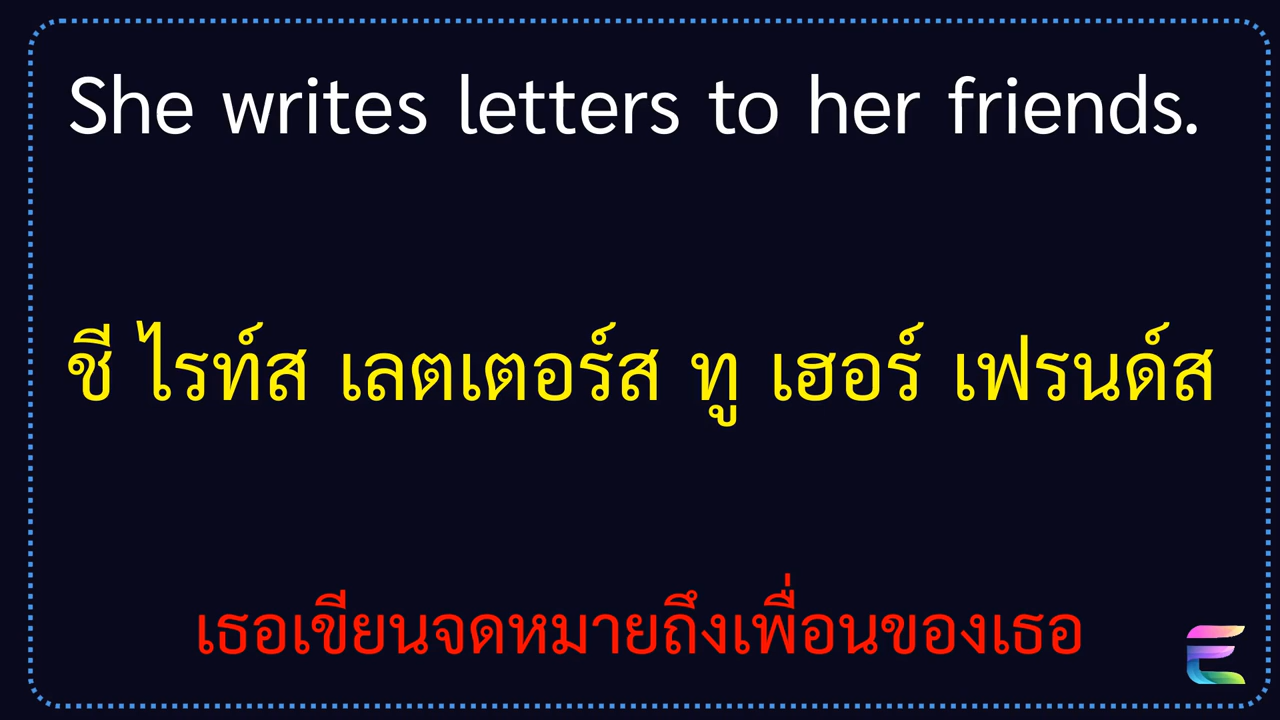 She writes letters to her friends.
ชี ไรท์ส เลตเตอร์ส ทู เฮอร์ เฟรนด์ส
เธอเขียนจดหมายถึงเพื่อนของเธอ